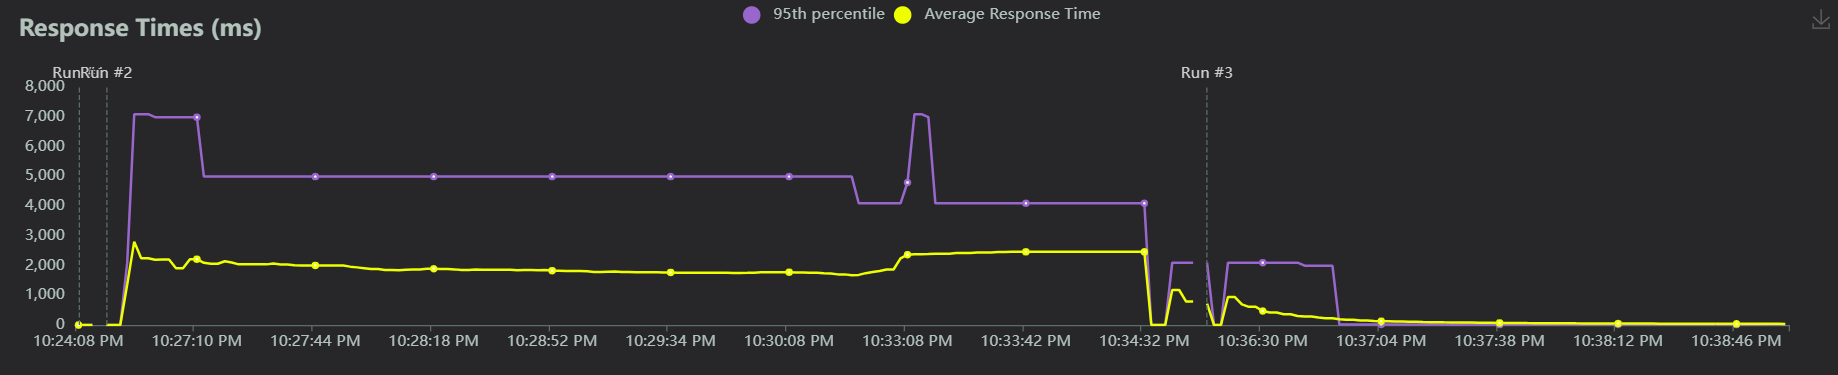 Response Times (ms)
95th percentile
Average Response Time
Run
Run #2
Run #3
8,000
7,000
6,000
5,000
4,000
3,000
2,000
1,000
0
10:24:08 PM
10:27:10 PM
10:27:44 PM
10:28:18 PM
10:28:52 PM
10:29:34 PM
10:30:08 PM
10:33:08 PM
10:33:42 PM
10:34:32 PM
10:36:30 PM
10:37:04 PM
10:37:38 PM
10:38:12 PM
10:38:46 PM